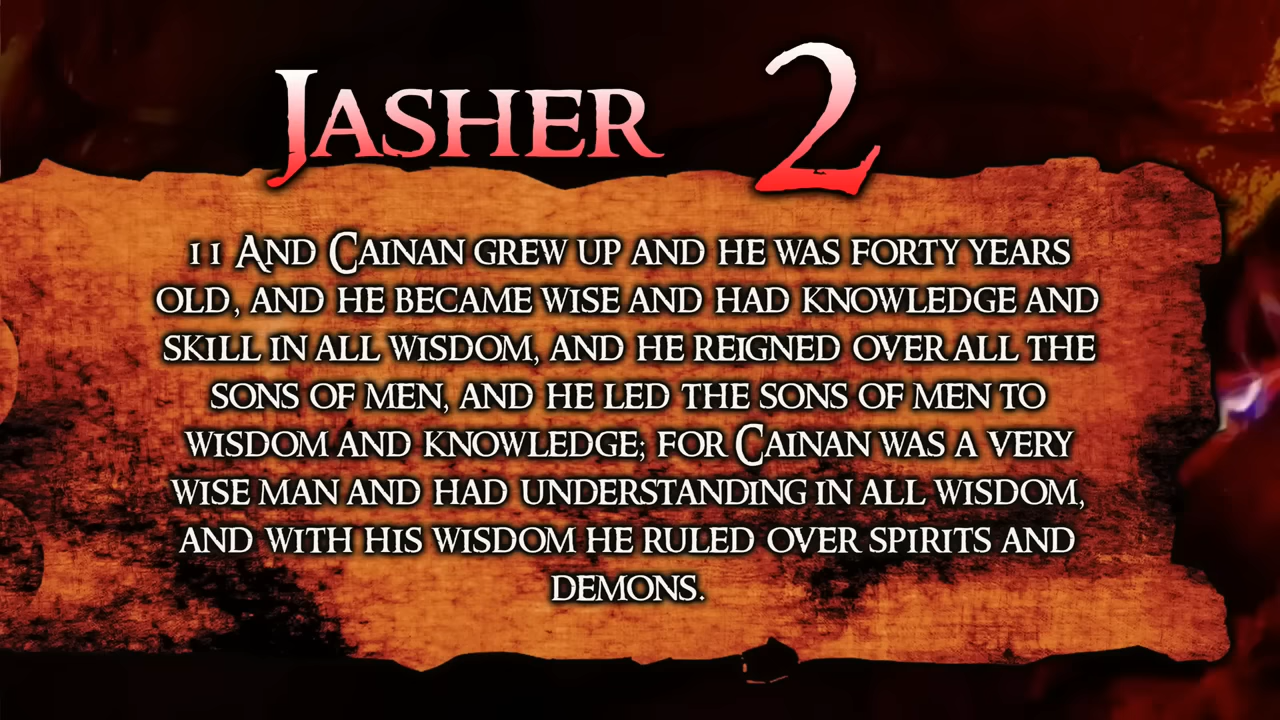 Jasher 2
11 And Cainan grew up and he was forty years
old, and he became wise and had knowledge and
skill in all wisdom, and he reigned over all the
sons of men, and he led the sons of men to
wisdom and knowledge; for Cainan was a very
wise man and had understanding in all wisdom,
and with his wisdom he ruled over spirits and
demons.